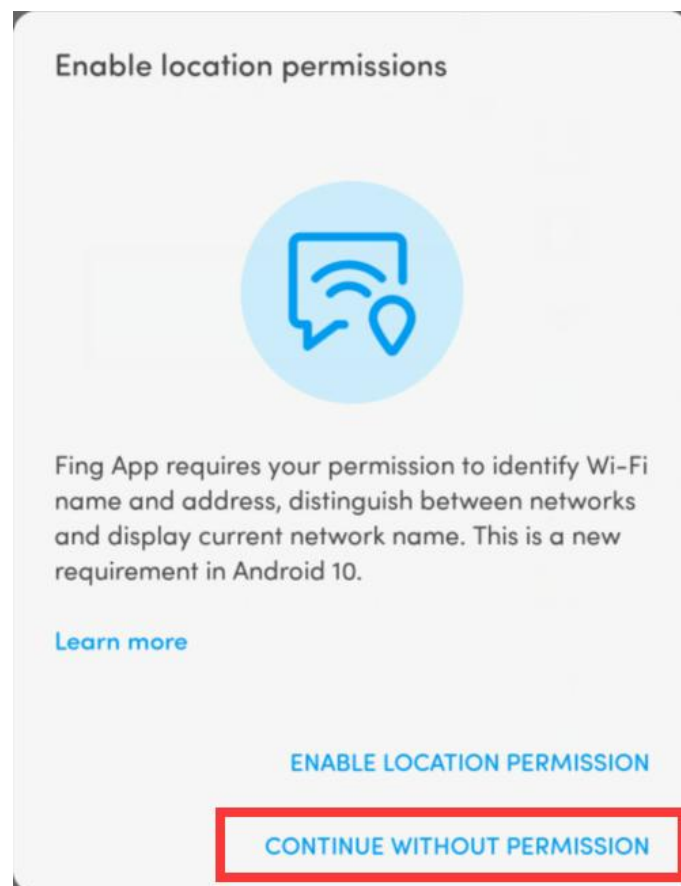 Enable location permissions
Fing App requires your permission to identify Wi-Fi
name and address, distinguish between networks
and display current network name. This is a new
requirement in Android 10.
Learn more
ENABLE LOCATION PERMISSION
CONTINUE WITHOUT PERMISSION